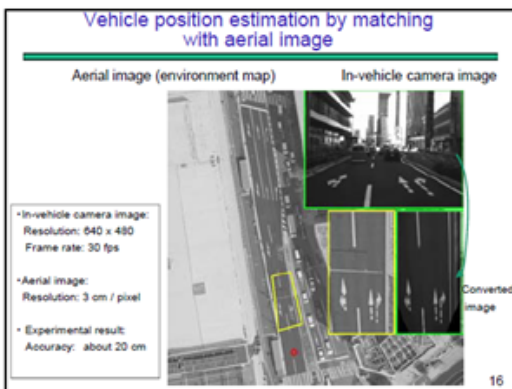 Vehicle position estimation by matching
with aerial image
Aerial image (environment map)
In-vehicle camera image
・In-vehicle camera image:
Resolution: 640 x 480
Frame rate: 30 fps
・Aerial image:
Resolution: 3 cm / pixel
・ Experimental result:
Accuracy: about 20 cm
Converted
image
16